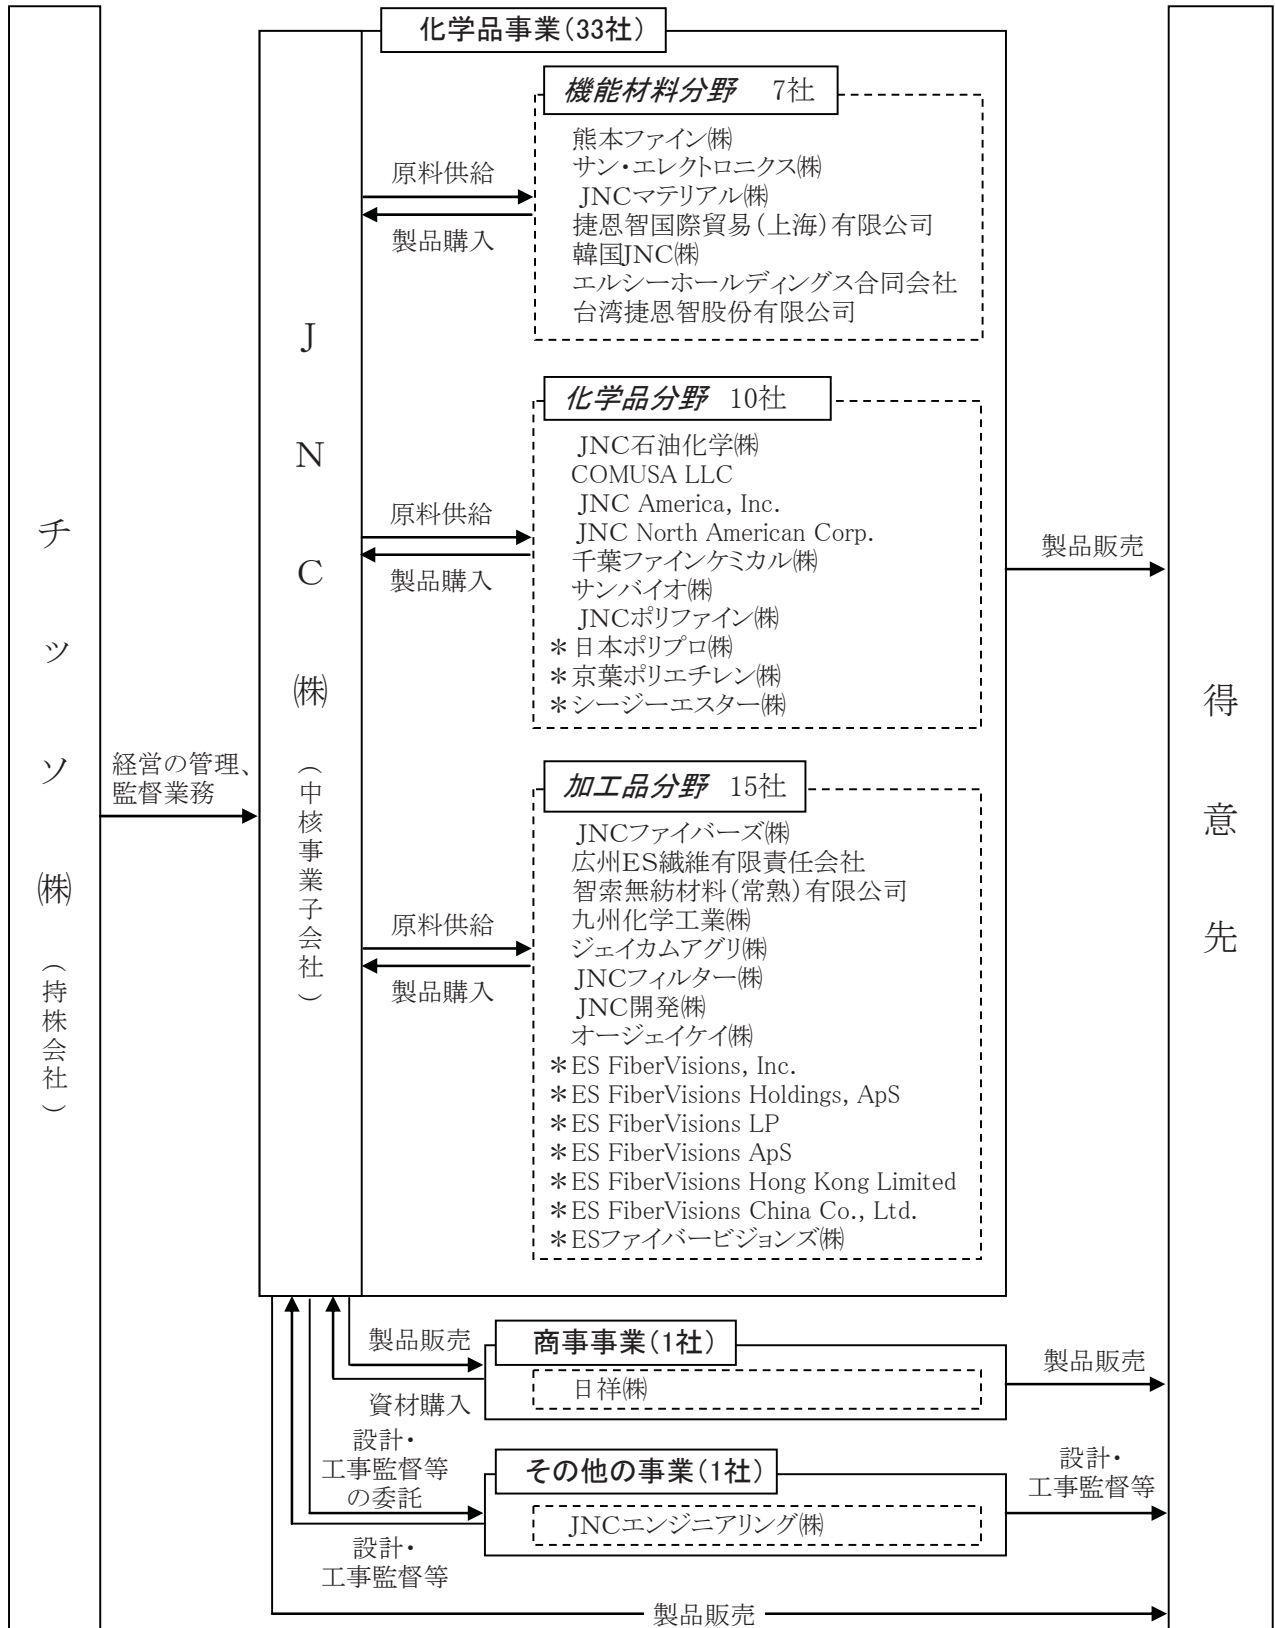 チッソ㈱(持株会社)
経営の管理、
監督業務
化学品事業(33社)
JNC㈱(中核事業子会社)
機能材料分野 7社
原料供給
製品購入
熊本ファイン㈱
サン・エレクトロニクス㈱
JNCマテリアル㈱
捷恩智国際貿易(上海)有限公司
韓国JNC㈱
エルシーホールディングス合同会社
台湾捷恩智股份有限公司
化学品分野 10社
原料供給
製品購入
JNC石油化学㈱
COMUSA LLC
JNC America, Inc.
JNC North American Corp.
千葉ファインケミカル㈱
サンバイオ㈱
JNCポリファイン㈱
＊日本ポリプロ㈱
＊京葉ポリエチレン㈱
＊シージーエスター㈱
加工品分野 15社
原料供給
製品購入
JNCファイバーズ㈱
広州ES繊維有限責任会社
智索無紡材料(常熟)有限公司
九州化学工業㈱
ジェイカムアグリ㈱
JNCフィルター㈱
JNC開発㈱
オージェイケイ㈱
＊ES FiberVisions, Inc.
＊ES FiberVisions Holdings, ApS
＊ES FiberVisions LP
＊ES FiberVisions ApS
＊ES FiberVisions Hong Kong Limited
＊ES FiberVisions China Co., Ltd.
＊ESファイバービジョンズ㈱
製品販売
得意先
製品販売
資材購入
商事事業(1社)
日祥㈱
製品販売
設計・
工事監督等
の委託
設計・
工事監督等
その他の事業(1社)
JNCエンジニアリング㈱
設計・
工事監督等
製品販売